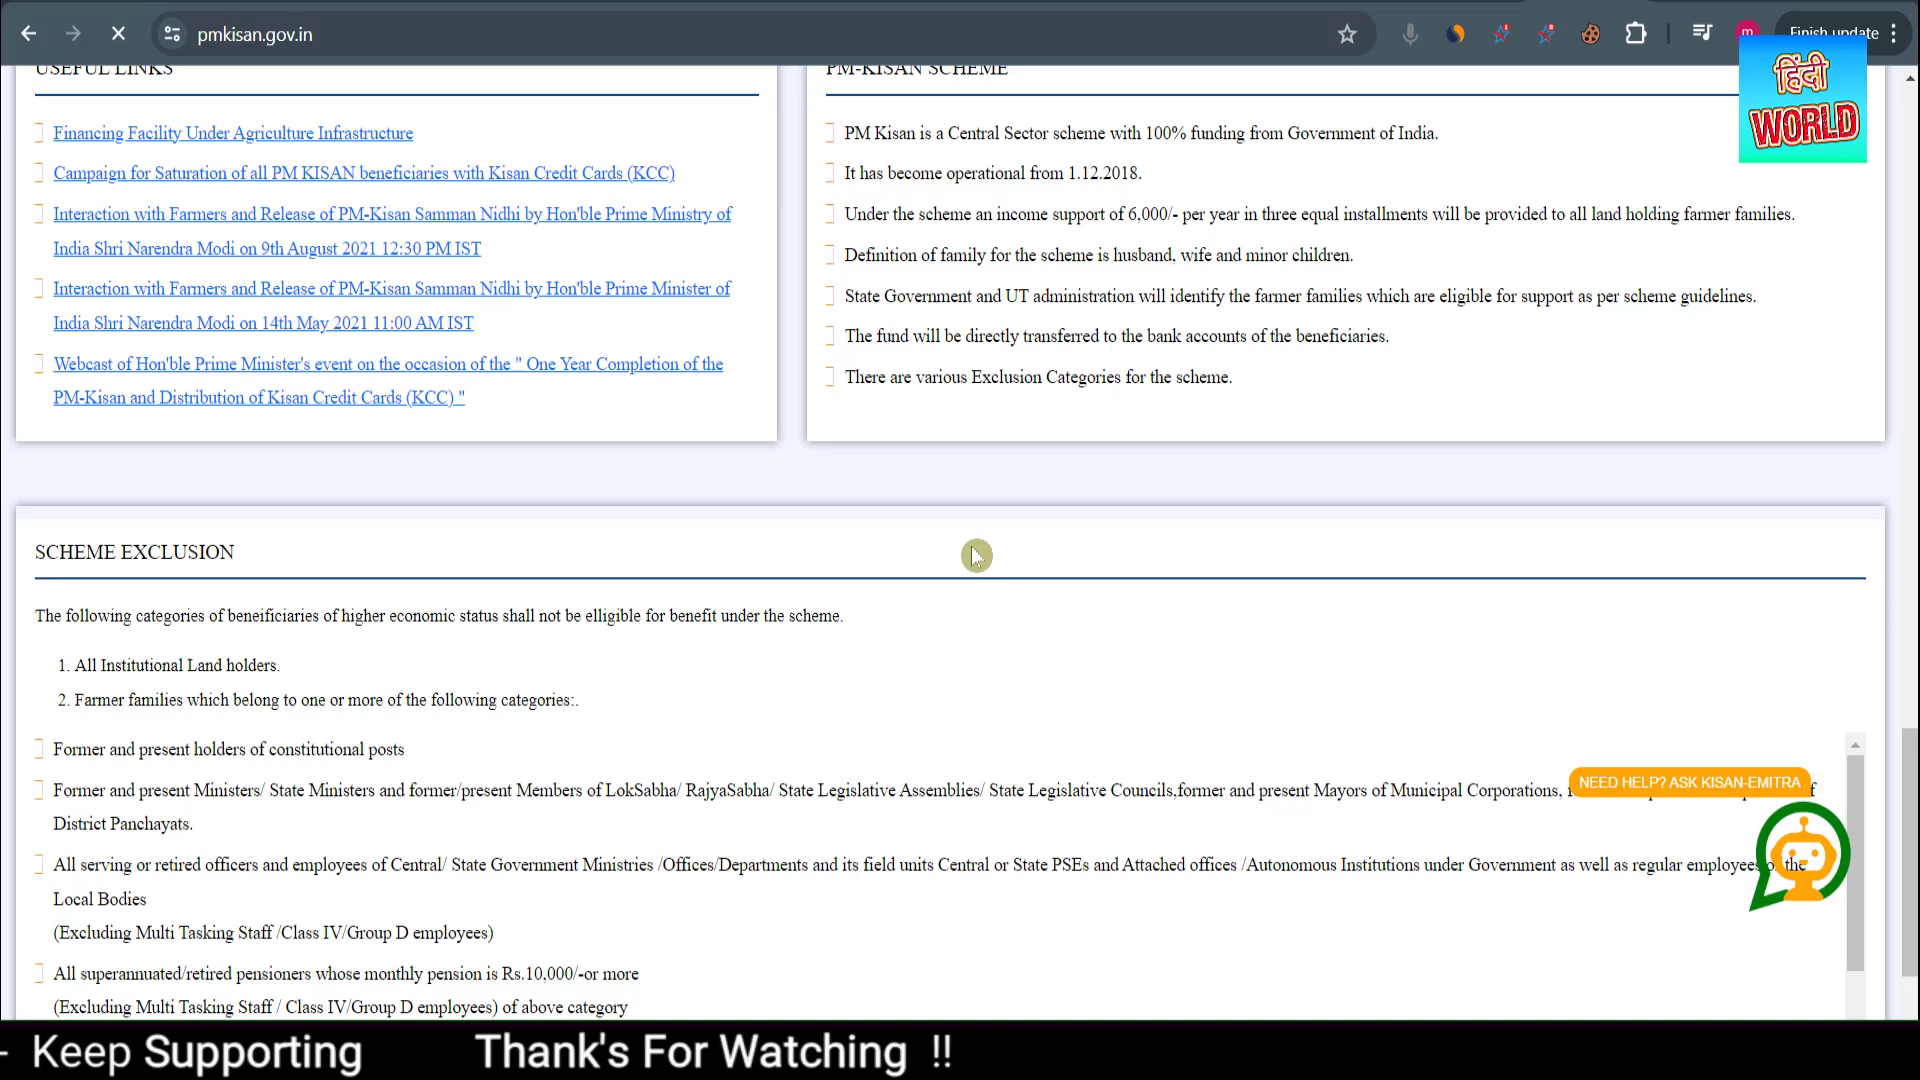 pmkisan.gov.in
Finish update
m
हिंदी
WORLD
USEFUL LINKS
Financing Facility Under Agriculture Infrastructure
Campaign for Saturation of all PM KISAN beneficiaries with Kisan Credit Cards (KCC)
Interaction with Farmers and Release of PM-Kisan Samman Nidhi by Hon'ble Prime Ministry of
India Shri Narendra Modi on 9th August 2021 12:30 PM IST
Interaction with Farmers and Release of PM-Kisan Samman Nidhi by Hon'ble Prime Minister of
India Shri Narendra Modi on 14th May 2021 11:00 AM IST
Webcast of Hon'ble Prime Minister's event on the occasion of the " One Year Completion of the
PM-Kisan and Distribution of Kisan Credit Cards (KCC) "
PM-KISAN SCHEME
PM Kisan is a Central Sector scheme with 100% funding from Government of India.
It has become operational from 1.12.2018.
Under the scheme an income support of 6,000/- per year in three equal installments will be provided to all land holding farmer families.
Definition of family for the scheme is husband, wife and minor children.
State Government and UT administration will identify the farmer families which are eligible for support as per scheme guidelines.
The fund will be directly transferred to the bank accounts of the beneficiaries.
There are various Exclusion Categories for the scheme.
SCHEME EXCLUSION
The following categories of beneificiaries of higher economic status shall not be elligible for benefit under the scheme.
1. All Institutional Land holders.
2. Farmer families which belong to one or more of the following categories:.
Former and present holders of constitutional posts
Former and present Ministers/ State Ministers and former/present Members of LokSabha/ RajyaSabha/ State Legislative Assemblies/ State Legislative Councils,former and present Mayors of Municipal Corporations,
District Panchayats.
All serving or retired officers and employees of Central/ State Government Ministries /Offices/Departments and its field units Central or State PSEs and Attached offices /Autonomous Institutions under Government as well as regular employees of the
Local Bodies
(Excluding Multi Tasking Staff /Class IV/Group D employees)
All superannuated/retired pensioners whose monthly pension is Rs.10,000/-or more
(Excluding Multi Tasking Staff / Class IV/Group D employees) of above category
NEED HELP? ASK KISAN-EMITRA
- Keep Supporting Thank's For Watching !!